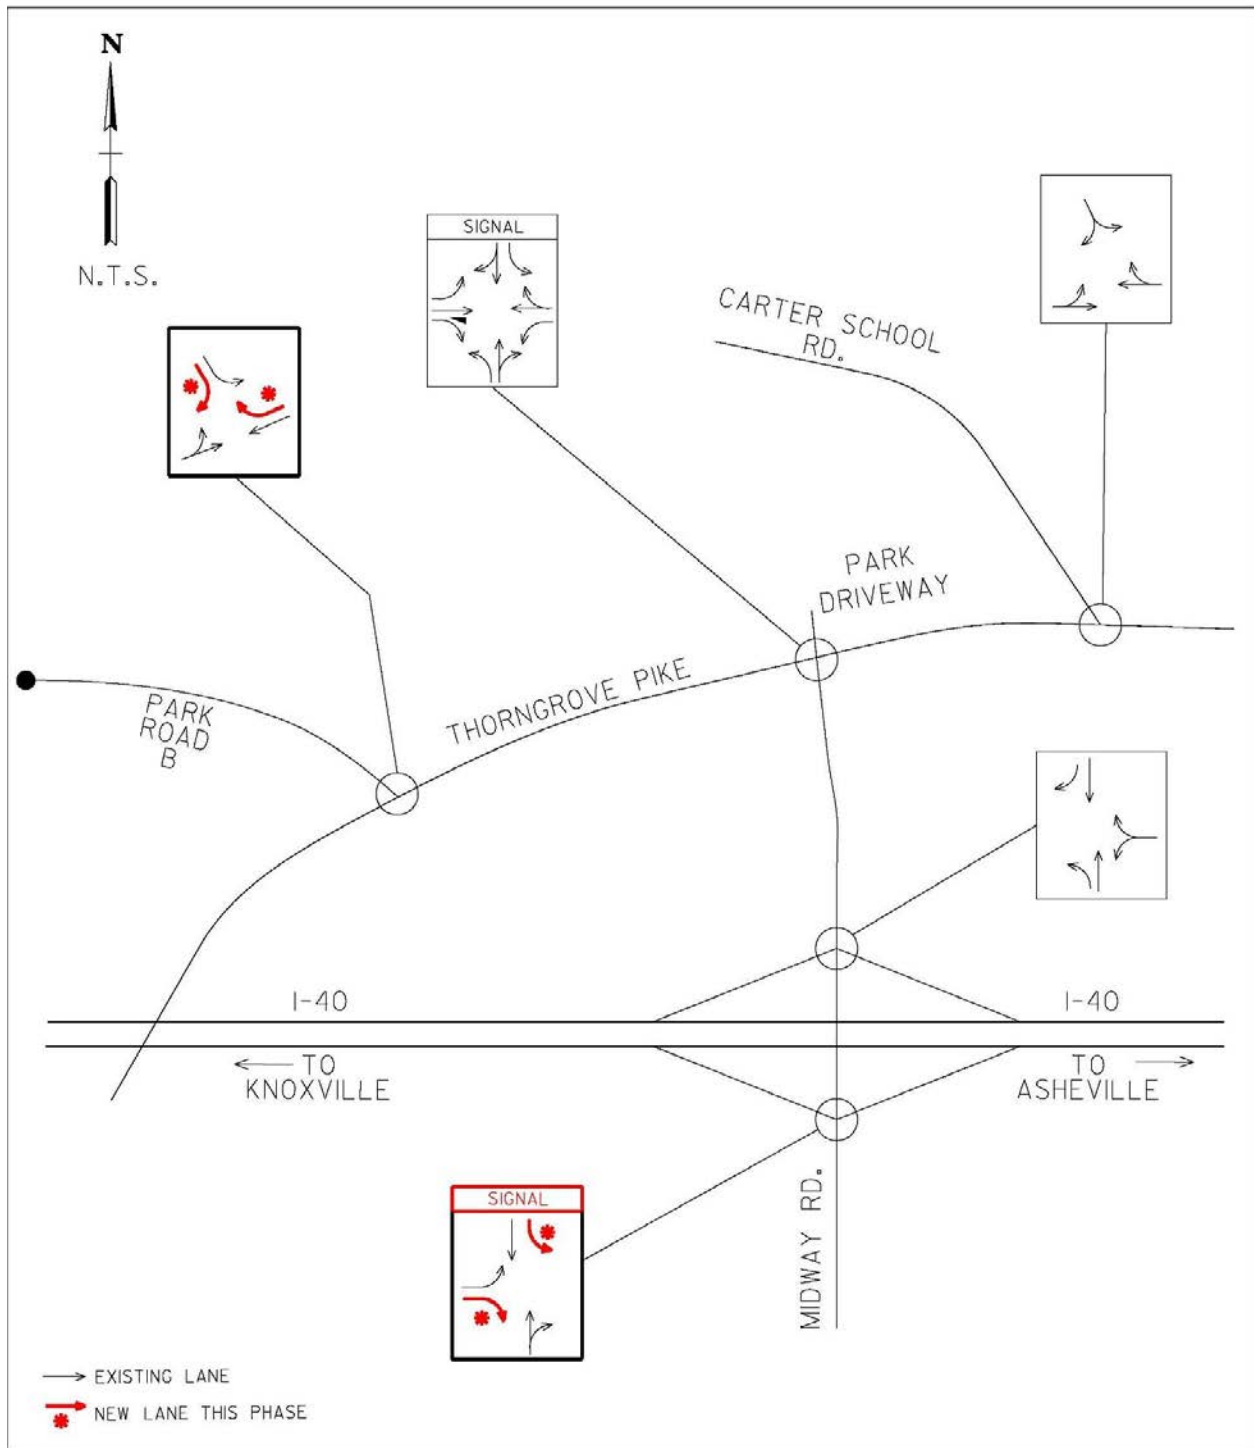 N
N.T.S.
SIGNAL
CARTER SCHOOL
RD.
PARK
DRIVEWAY
THORNGROVE PIKE
PARK
ROAD
B
I-40
I-40
TO
KNOXVILLE
TO
ASHEVILLE
SIGNAL
MIDWAY RD.
EXISTING LANE
NEW LANE THIS PHASE